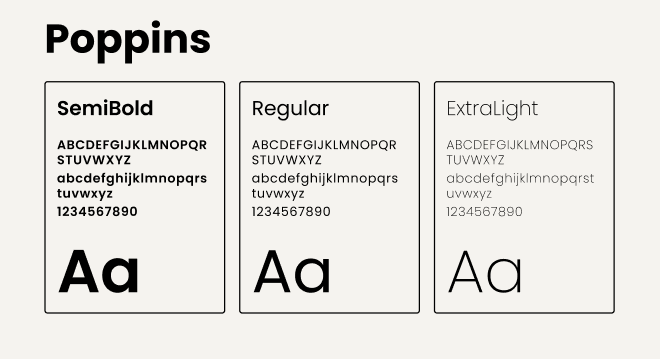 Poppins
SemiBold
ABCDEFGIJKLMNOPQR
STUVWXYZ
abcdefghijklmnopqrs
tuvwxyz
1234567890
Aa
Regular
ABCDEFGIJKLMNOPQR
STUVWXYZ
abcdefghijklmnopqrs
tuvwxyz
1234567890
Aa
ExtraLight
ABCDEFGIJKLMNOPQRS
TUVWXYZ
abcdefghijklmnopqrst
uvwxyz
1234567890
Aa